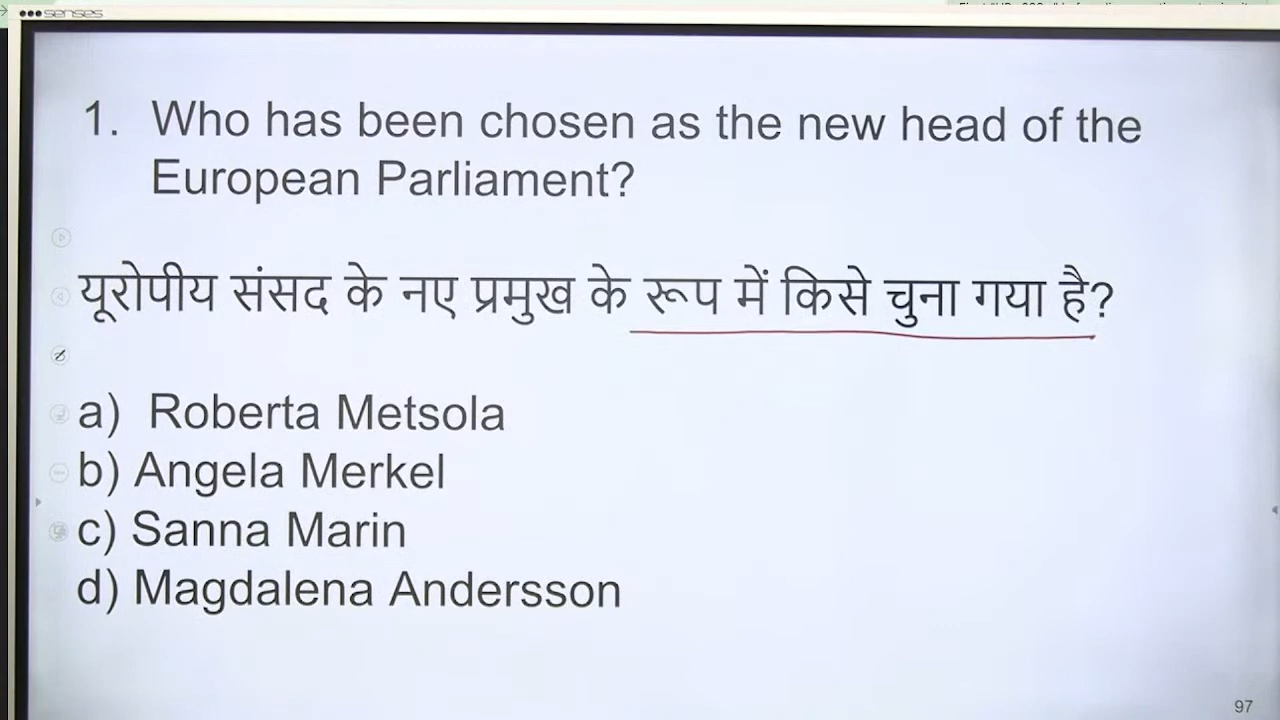 senses
1. Who has been chosen as the new head of the
European Parliament?
यूरोपीय संसद के नए प्रमुख के रूप में किसे चुना गया है?
a) Roberta Metsola
b) Angela Merkel
c) Sanna Marin
d) Magdalena Andersson
97